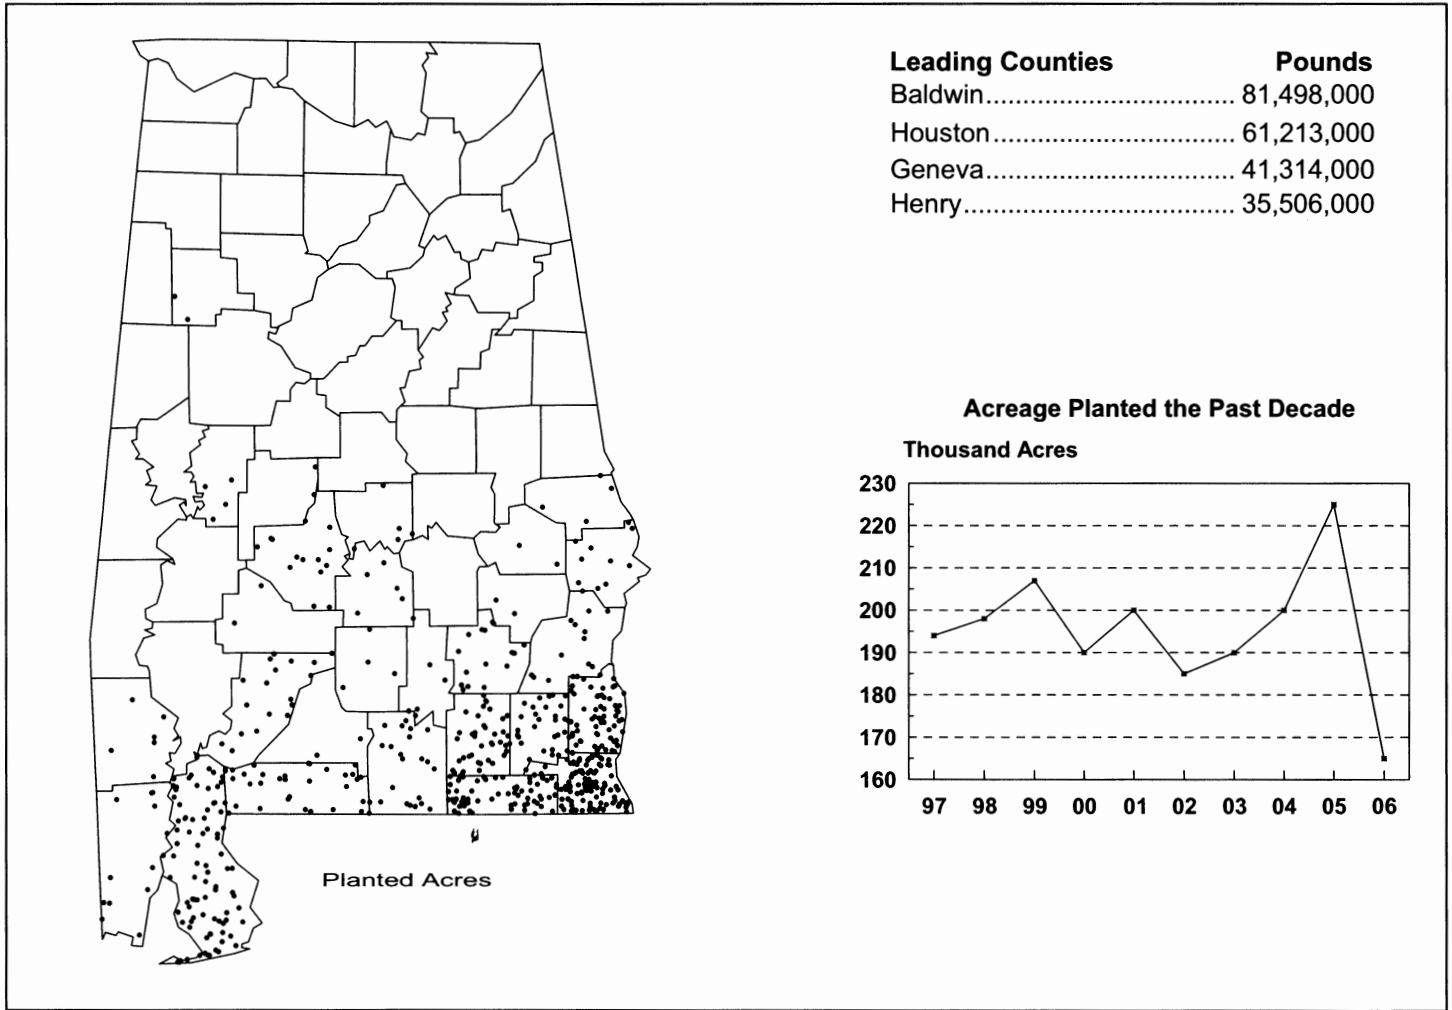 Leading Counties Pounds
Baldwin.................................. 81,498,000
Houston.................................. 61,213,000
Geneva.................................. 41,314,000
Henry..................................... 35,506,000
Acreage Planted the Past Decade
Thousand Acres
230
220
210
200
190
180
170
160
97 98 99 00 01 02 03 04 05 06
Planted Acres